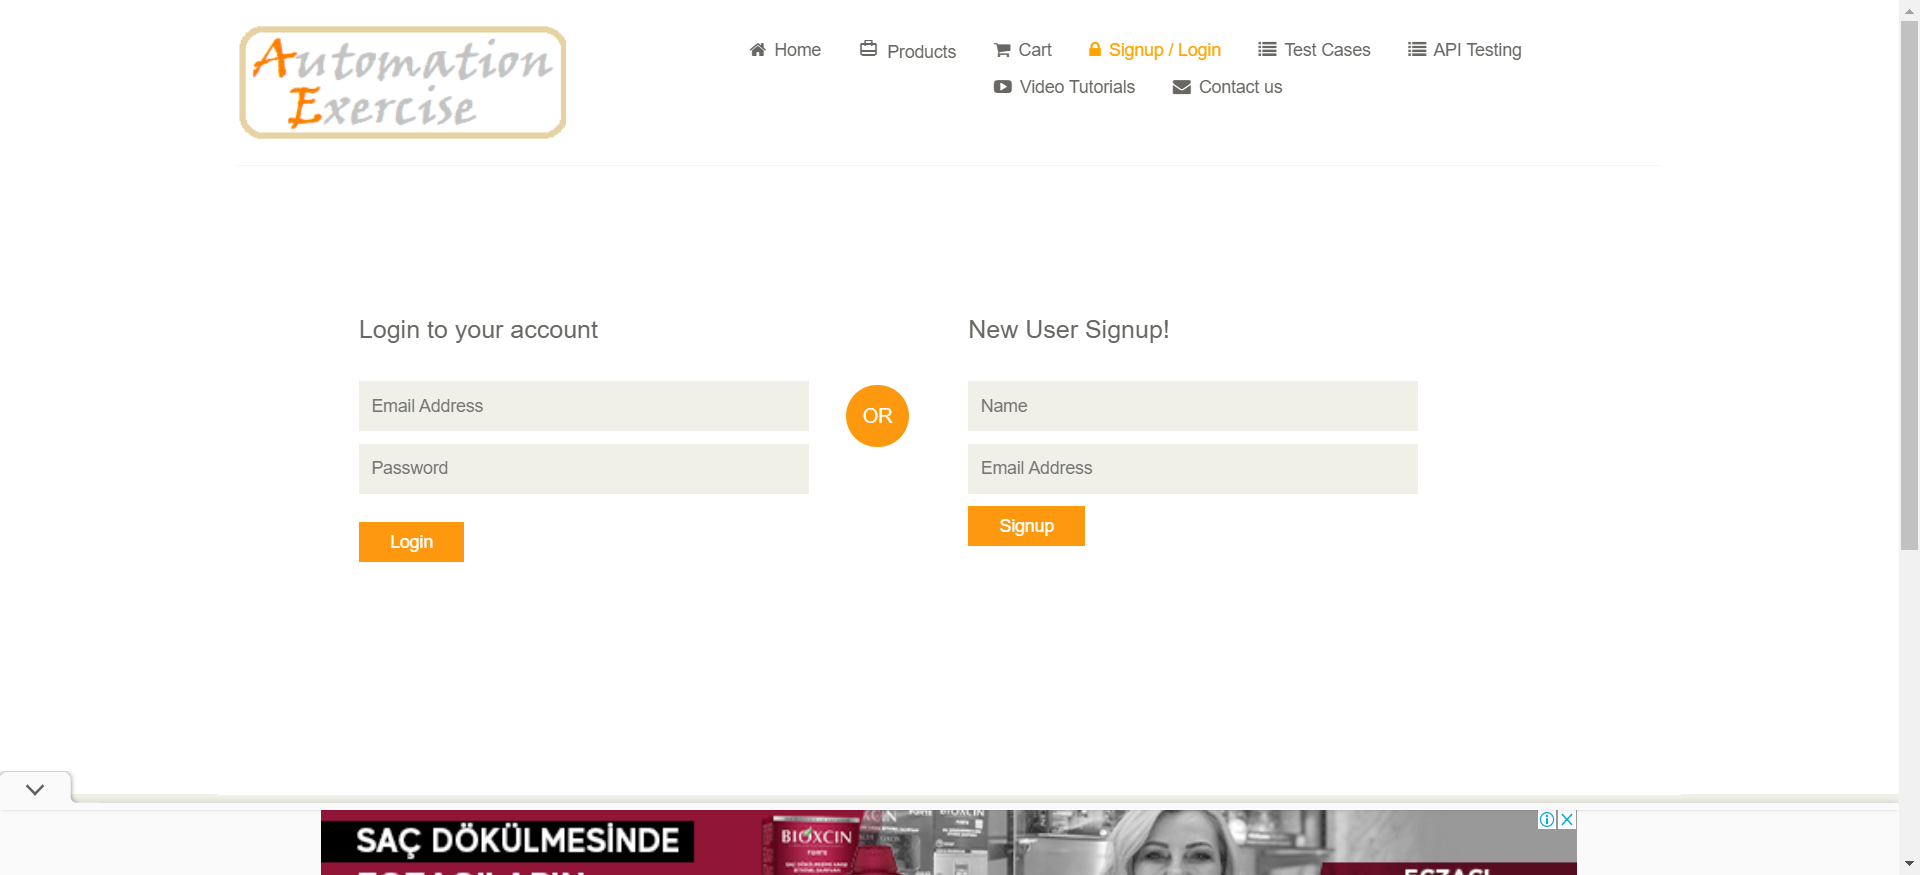 Automation
Exercise
Home
Products
Cart
Signup / Login
Test Cases
API Testing
Video Tutorials
Contact us
Login to your account
Email Address
Password
Login
OR
New User Signup!
Name
Email Address
Signup
SAÇ DÖKÜLMESİNDE
BIOXCIN
FORTE